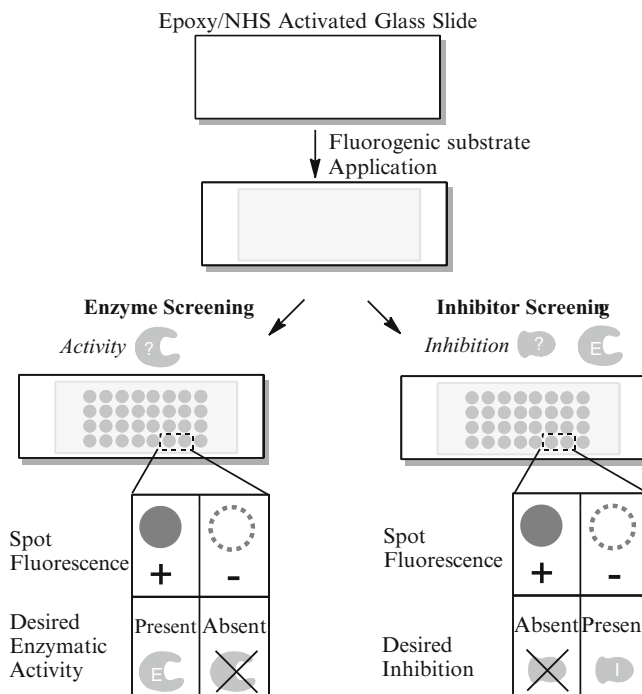 Epoxy/NHS Activated Glass Slide
Fluorogenic substrate
Application
Enzyme Screening
Activity ?
Inhibitor Screening
Inhibition ? E
Spot
Fluorescence
+ -
Desired
Enzymatic
Activity
Present Absent
E
Spot
Fluorescence
+ -
Desired
Inhibition
Absent Presen
I